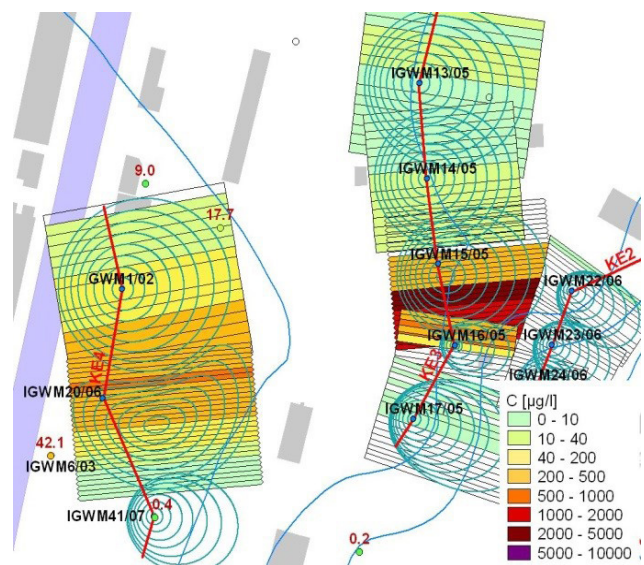 IGWM13/05
IGWM14/05
9.0
17.7
GWM1/02
IGWM15/05
KE2
IGWM22/06
KE4
IGWM16/05
IGWM23/06
KE3
IGWM24/06
IGWM20/06
IGWM17/05
42.1
IGWM6/03
IGWM41/07
0.4
0.2
C [µg/l]
0 - 10
10 - 40
40 - 200
200 - 500
500 - 1000
1000 - 2000
2000 - 5000
5000 - 10000